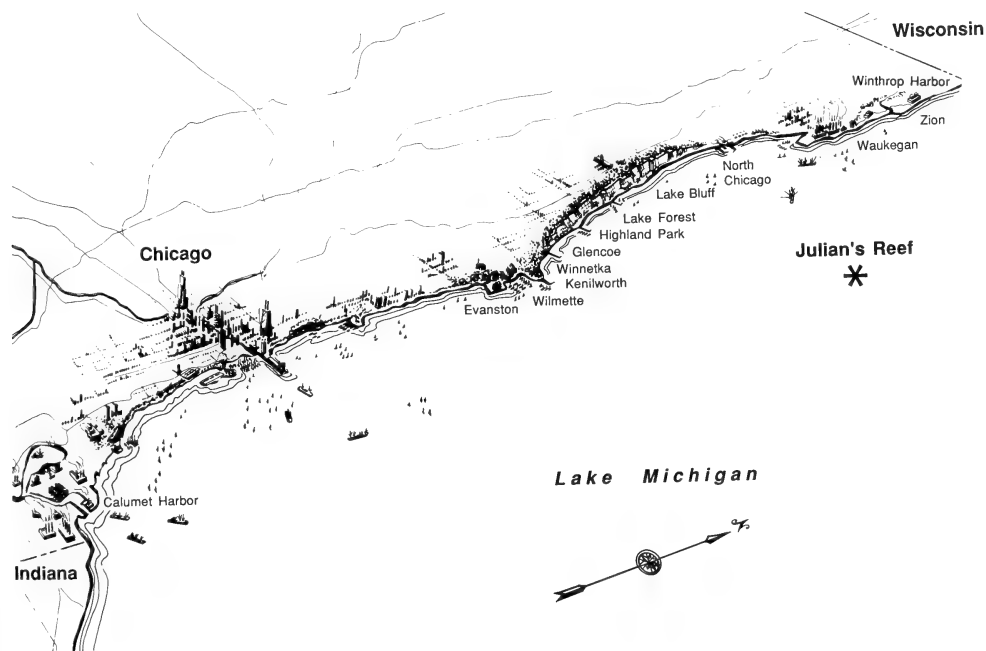 Wisconsin
Winthrop Harbor
Zion
Waukegan
North
Chicago
Lake Bluff
Lake Forest
Highland Park
Glencoe
Winnetka
Kenilworth
Wilmette
Evanston
Julian's Reef
Chicago
Lake Michigan
Calumet Harbor
N
Indiana